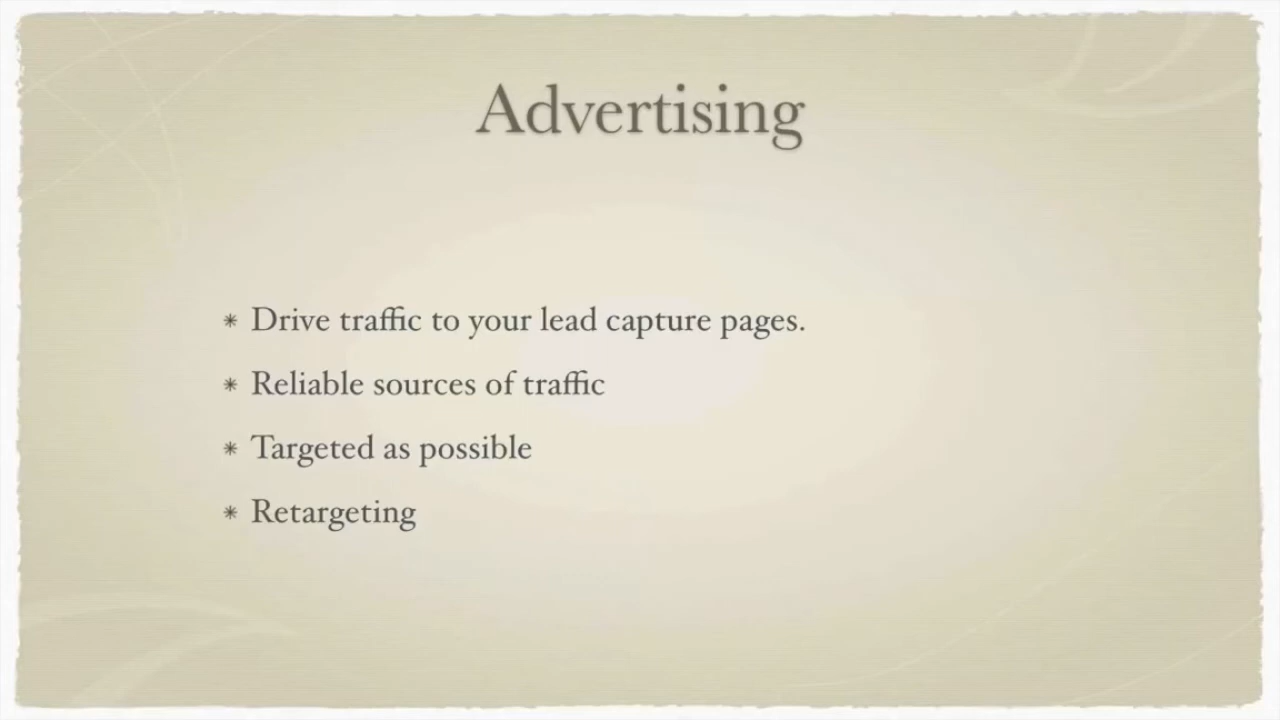 Advertising
* Drive traffic to your lead capture pages.
* Reliable sources of traffic
* Targeted as possible
* Retargeting